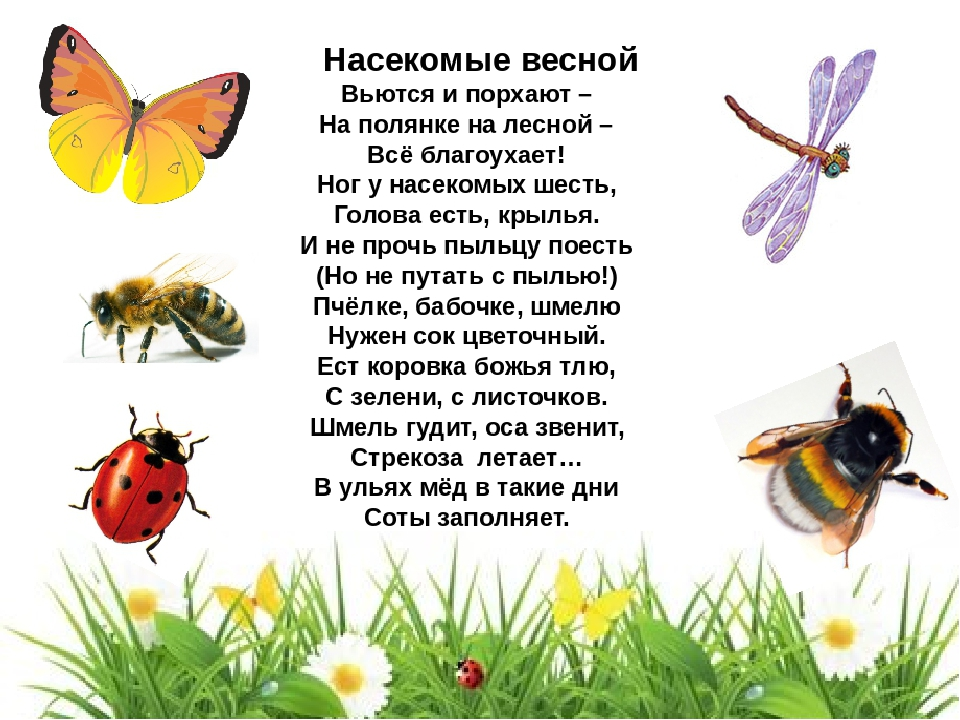 Насекомые весной
Вьются и порхают –
На полянке на лесной –
Всё благоухает!
Ног у насекомых шесть,
Голова есть, крылья.
И не прочь пыльцу поесть
(Но не путать с пылью!)
Пчёлке, бабочке, шмелю
Нужен сок цветочный.
Ест коровка божья тлю,
С зелени, с листочков.
Шмель гудит, оса звенит,
Стрекоза летает...
В ульях мёд в такие дни
Соты заполняет.